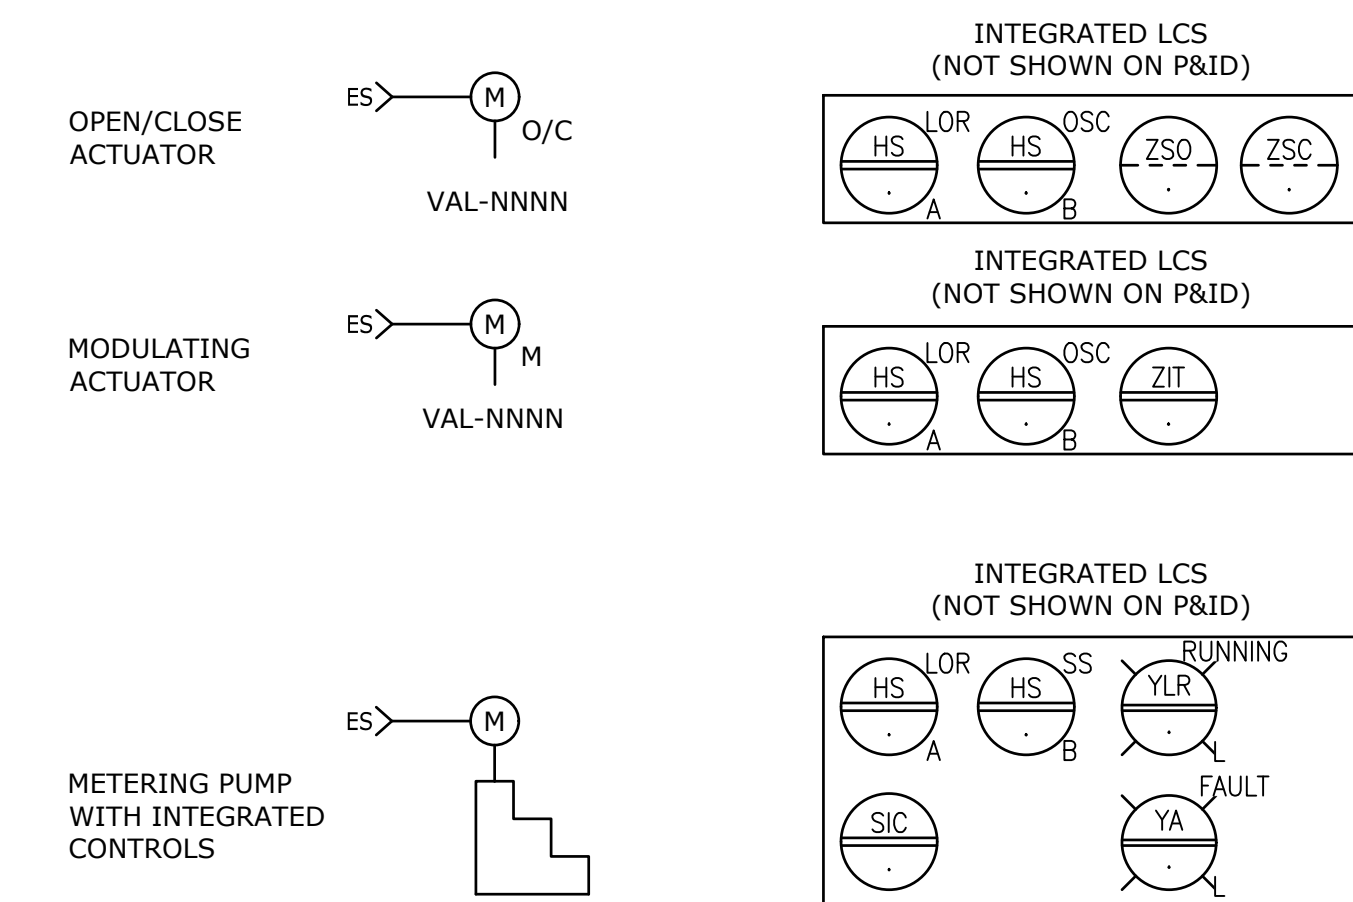 INTEGRATED LCS
(NOT SHOWN ON P&ID)
OPEN/CLOSE
ACTUATOR
ES
M
O/C
VAL-NNNN
HS
LOR
A
HS
OSC
B
ZSO
ZSC
INTEGRATED LCS
(NOT SHOWN ON P&ID)
MODULATING
ACTUATOR
ES
M
M
VAL-NNNN
HS
LOR
A
HS
OSC
B
ZIT
INTEGRATED LCS
(NOT SHOWN ON P&ID)
METERING PUMP
WITH INTEGRATED
CONTROLS
ES
M
HS
LOR
A
HS
SS
B
YLR
RUNNING
L
SIC
YA
FAULT
L